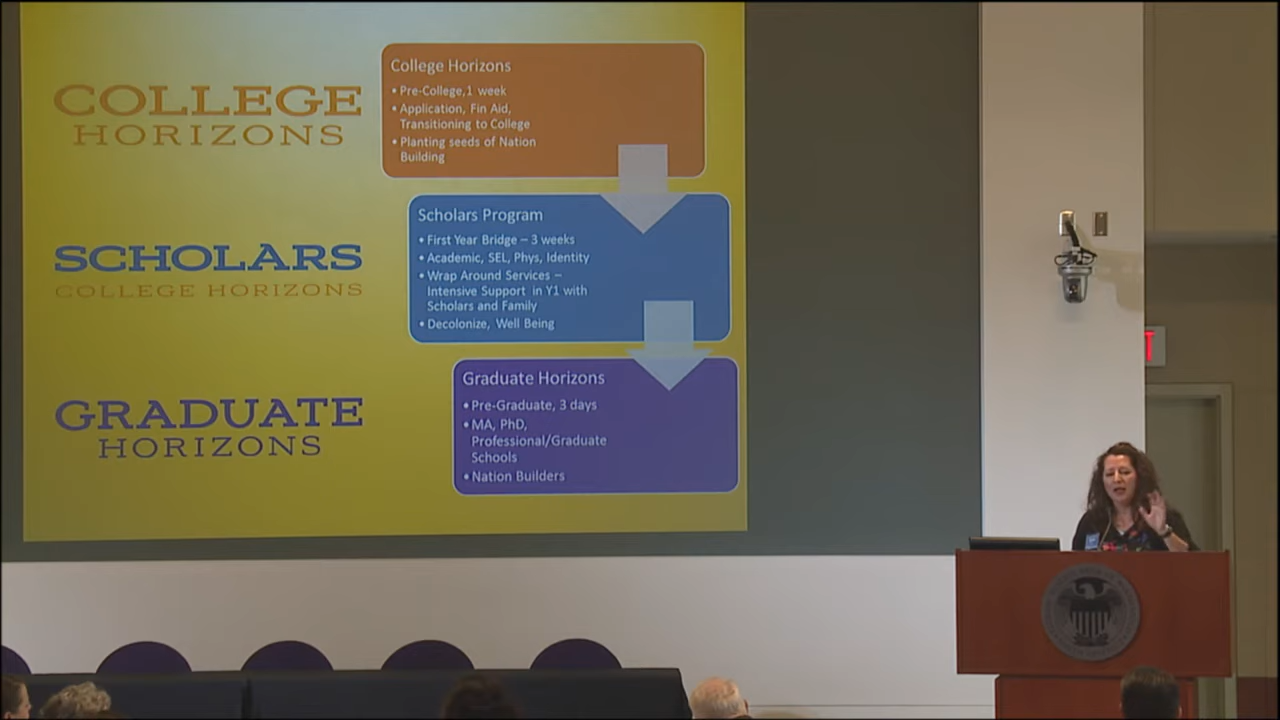 COLLEGE
HORIZONS
College Horizons
• Pre-College, 1 week
• Application, Fin Aid,
Transitioning to College
• Planting seeds of Nation
Building
SCHOLARS
COLLEGE HORIZONS
Scholars Program
• First Year Bridge – 3 weeks
• Academic, SEL, Phys, Identity
• Wrap Around Services –
Intensive Support in Y1 with
Scholars and Family
• Decolonize, Well Being
GRADUATE
HORIZONS
Graduate Horizons
• Pre-Graduate, 3 days
• MA, PhD,
Professional/Graduate
Schools
• Nation Builders